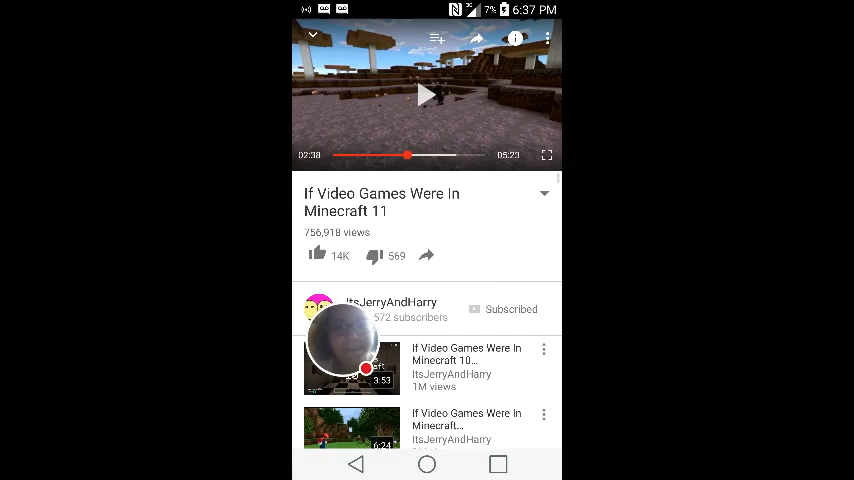 3G 7% 6:37 PM
02:38 05:23
If Video Games Were In
Minecraft 11
756,918 views
14K 569
ItsJerryAndHarry
572 subscribers
Subscribed
If Video Games Were In
Minecraft 10...
ItsJerryAndHarry
1M views
3:53
If Video Games Were In
Minecraft...
ItsJerryAndHarry
6:24